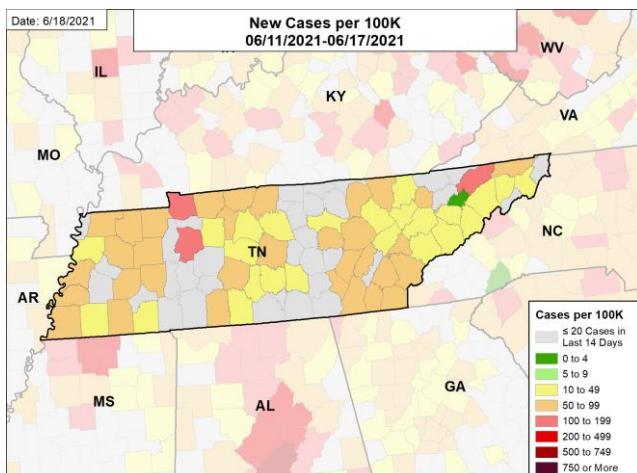 Date: 6/18/2021
New Cases per 100K
06/11/2021-06/17/2021
IL
WV
KY
VA
MO
TN
NC
AR
MS
AL
GA
Cases per 100K
≤ 20 Cases in
Last 14 Days
0 to 4
5 to 9
10 to 49
50 to 99
100 to 199
200 to 499
500 to 749
750 or More